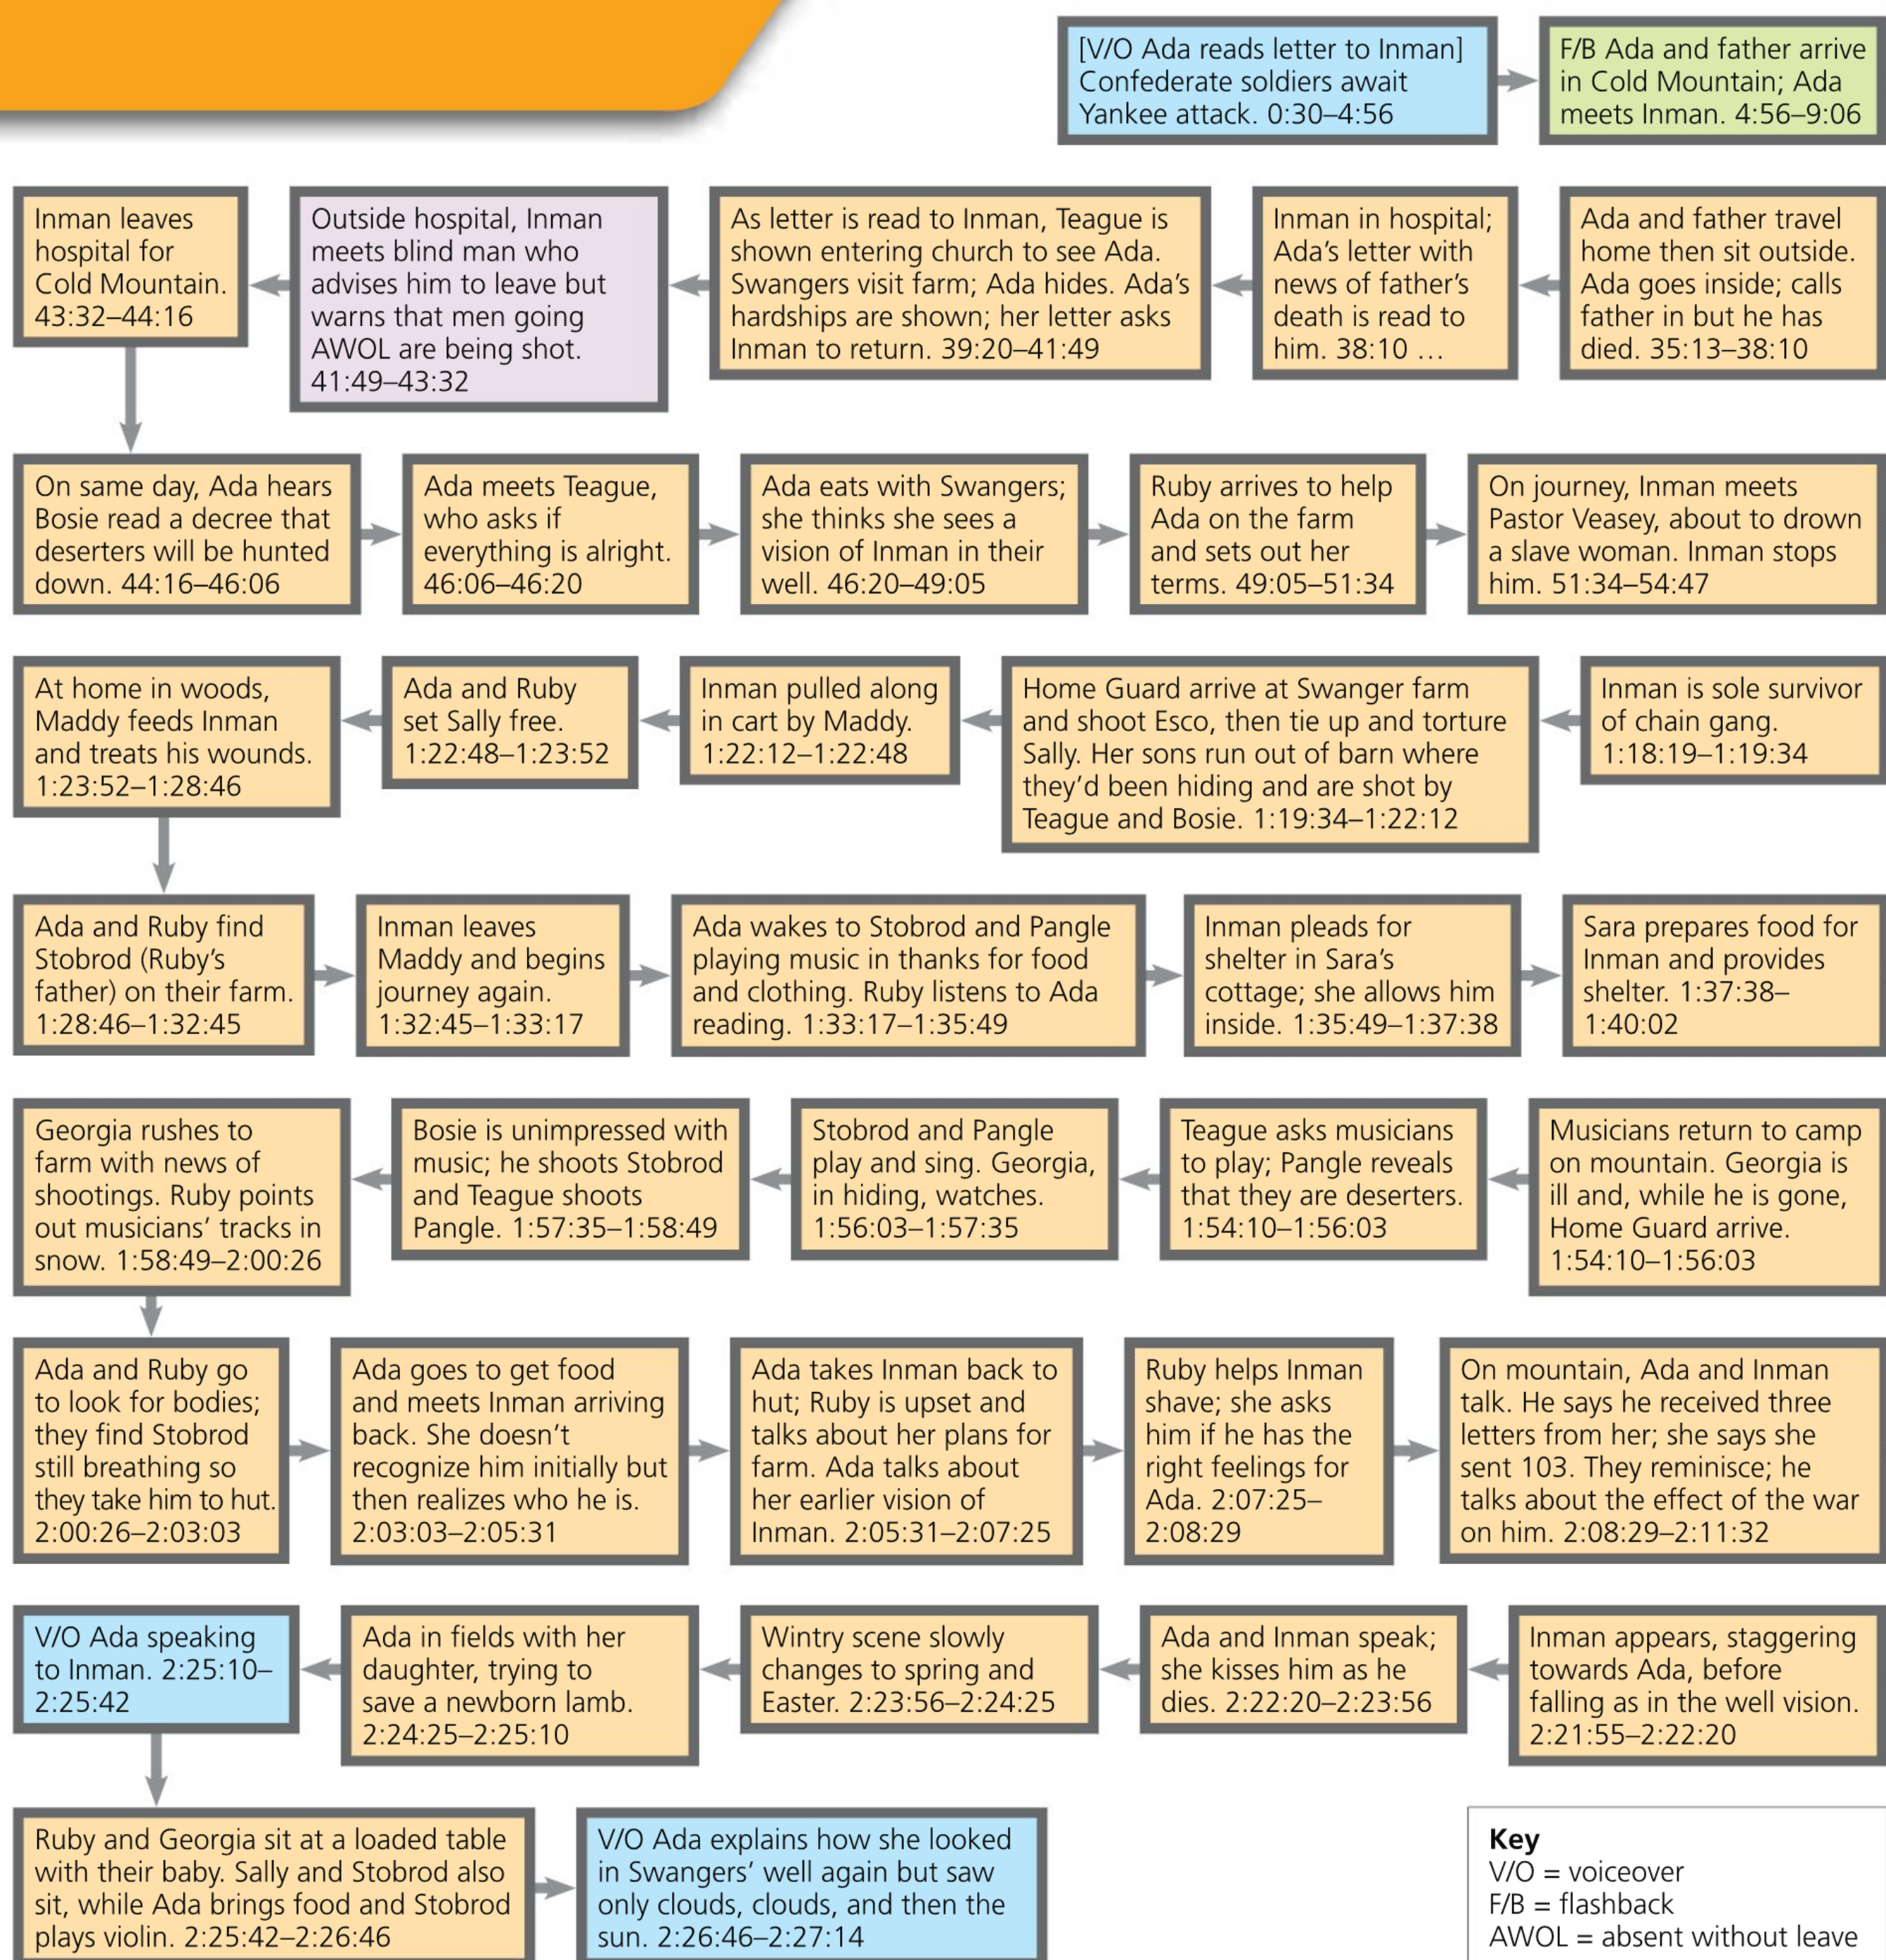 [V/O Ada reads letter to Inman]
Confederate soldiers await
Yankee attack. 0:30–4:56
F/B Ada and father arrive
in Cold Mountain; Ada
meets Inman. 4:56–9:06
Ada and father travel
home then sit outside.
Ada goes inside; calls
father in but he has
died. 35:13–38:10
Inman in hospital;
Ada's letter with
news of father's
death is read to
him. 38:10 ...
As letter is read to Inman, Teague is
shown entering church to see Ada.
Swangers visit farm; Ada hides. Ada's
hardships are shown; her letter asks
Inman to return. 39:20–41:49
Outside hospital, Inman
meets blind man who
advises him to leave but
warns that men going
AWOL are being shot.
41:49–43:32
Inman leaves
hospital for
Cold Mountain.
43:32–44:16
On same day, Ada hears
Bosie read a decree that
deserters will be hunted
down. 44:16–46:06
Ada meets Teague,
who asks if
everything is alright.
46:06–46:20
Ada eats with Swangers;
she thinks she sees a
vision of Inman in their
well. 46:20–49:05
Ruby arrives to help
Ada on the farm
and sets out her
terms. 49:05–51:34
On journey, Inman meets
Pastor Veasey, about to drown
a slave woman. Inman stops
him. 51:34–54:47
Inman is sole survivor
of chain gang.
1:18:19–1:19:34
Home Guard arrive at Swanger farm
and shoot Esco, then tie up and torture
Sally. Her sons run out of barn where
they'd been hiding and are shot by
Teague and Bosie. 1:19:34–1:22:12
Inman pulled along
in cart by Maddy.
1:22:12–1:22:48
Ada and Ruby
set Sally free.
1:22:48–1:23:52
At home in woods,
Maddy feeds Inman
and treats his wounds.
1:23:52–1:28:46
Ada and Ruby find
Stobrod (Ruby's
father) on their farm.
1:28:46–1:32:45
Inman leaves
Maddy and begins
journey again.
1:32:45–1:33:17
Ada wakes to Stobrod and Pangle
playing music in thanks for food
and clothing. Ruby listens to Ada
reading. 1:33:17–1:35:49
Inman pleads for
shelter in Sara's
cottage; she allows him
inside. 1:35:49–1:37:38
Sara prepares food for
Inman and provides
shelter. 1:37:38–
1:40:02
Musicians return to camp
on mountain. Georgia is
ill and, while he is gone,
Home Guard arrive.
1:54:10–1:56:03
Teague asks musicians
to play; Pangle reveals
that they are deserters.
1:54:10–1:56:03
Stobrod and Pangle
play and sing. Georgia,
in hiding, watches.
1:56:03–1:57:35
Bosie is unimpressed with
music; he shoots Stobrod
and Teague shoots
Pangle. 1:57:35–1:58:49
Georgia rushes to
farm with news of
shootings. Ruby points
out musicians' tracks in
snow. 1:58:49–2:00:26
Ada and Ruby go
to look for bodies;
they find Stobrod
still breathing so
they take him to hut.
2:00:26–2:03:03
Ada goes to get food
and meets Inman arriving
back. She doesn't
recognize him initially but
then realizes who he is.
2:03:03–2:05:31
Ada takes Inman back to
hut; Ruby is upset and
talks about her plans for
farm. Ada talks about
her earlier vision of
Inman. 2:05:31–2:07:25
Ruby helps Inman
shave; she asks
him if he has the
right feelings for
Ada. 2:07:25–
2:08:29
On mountain, Ada and Inman
talk. He says he received three
letters from her; she says she
sent 103. They reminisce; he
talks about the effect of the war
on him. 2:08:29–2:11:32
Inman appears, staggering
towards Ada, before
falling as in the well vision.
2:21:55–2:22:20
Ada and Inman speak;
she kisses him as he
dies. 2:22:20–2:23:56
Wintry scene slowly
changes to spring and
Easter. 2:23:56–2:24:25
Ada in fields with her
daughter, trying to
save a newborn lamb.
2:24:25–2:25:10
V/O Ada speaking
to Inman. 2:25:10–
2:25:42
Ruby and Georgia sit at a loaded table
with their baby. Sally and Stobrod also
sit, while Ada brings food and Stobrod
plays violin. 2:25:42–2:26:46
V/O Ada explains how she looked
in Swangers' well again but saw
only clouds, clouds, and then the
sun. 2:26:46–2:27:14
Key
V/O = voiceover
F/B = flashback
AWOL = absent without leave